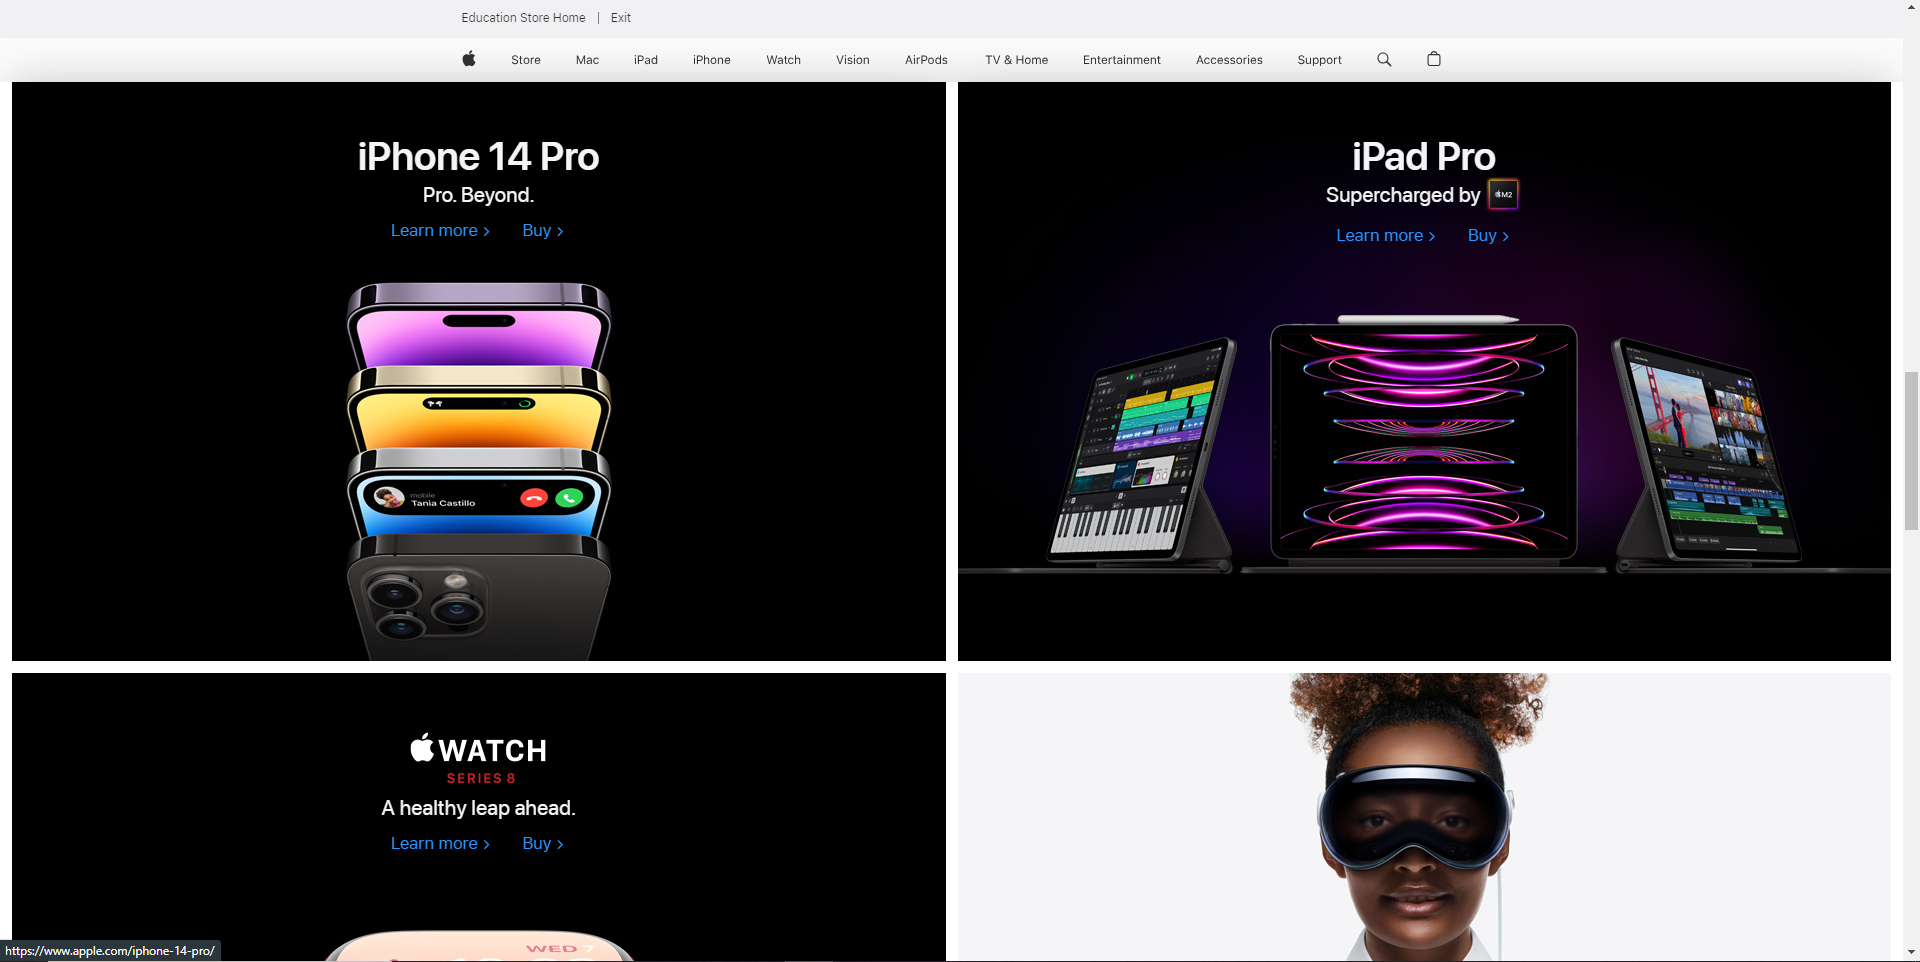 Education Store Home | Exit
Store Mac iPad iPhone Watch Vision AirPods TV & Home Entertainment Accessories Support
iPhone 14 Pro
Pro. Beyond.
Learn more > Buy >
mobile
Tania Castillo
iPad Pro
Supercharged by M2
Learn more > Buy >
WATCH
SERIES 8
A healthy leap ahead.
Learn more > Buy >
WED 7
https://www.apple.com/iphone-14-pro/